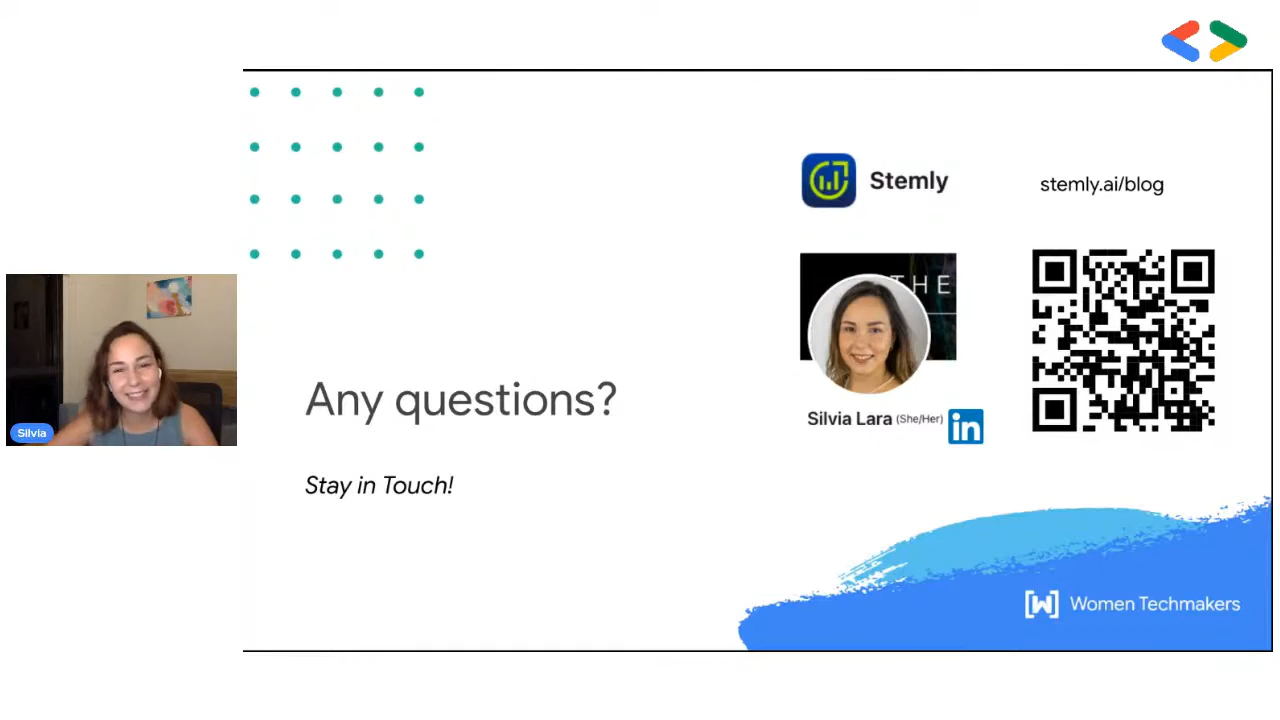 Stemly
stemly.ai/blog
THE
Any questions?
Silvia Lara (She/Her)
in
Silvia
Stay in Touch!
[W] Women Techmakers